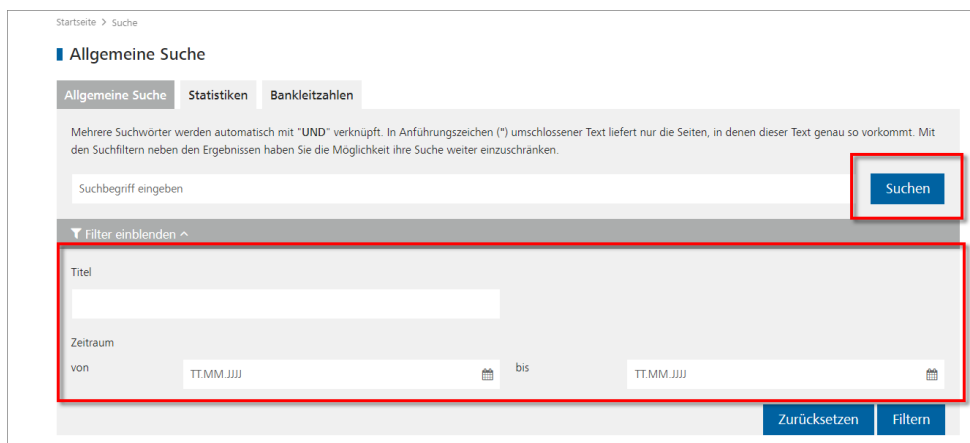 Startseite > Suche
Allgemeine Suche
Allgemeine Suche Statistiken Bankleitzahlen
Mehrere Suchwörter werden automatisch mit "UND" verknüpft. In Anführungszeichen (") umschlossener Text liefert nur die Seiten, in denen dieser Text genau so vorkommt. Mit
den Suchfiltern neben den Ergebnissen haben Sie die Möglichkeit ihre Suche weiter einzuschränken.
Suchbegriff eingeben Suchen
Filter einblenden
Titel
Zeitraum
von TT.MM.JJJJ bis TT.MM.JJJJ
Zurücksetzen Filtern